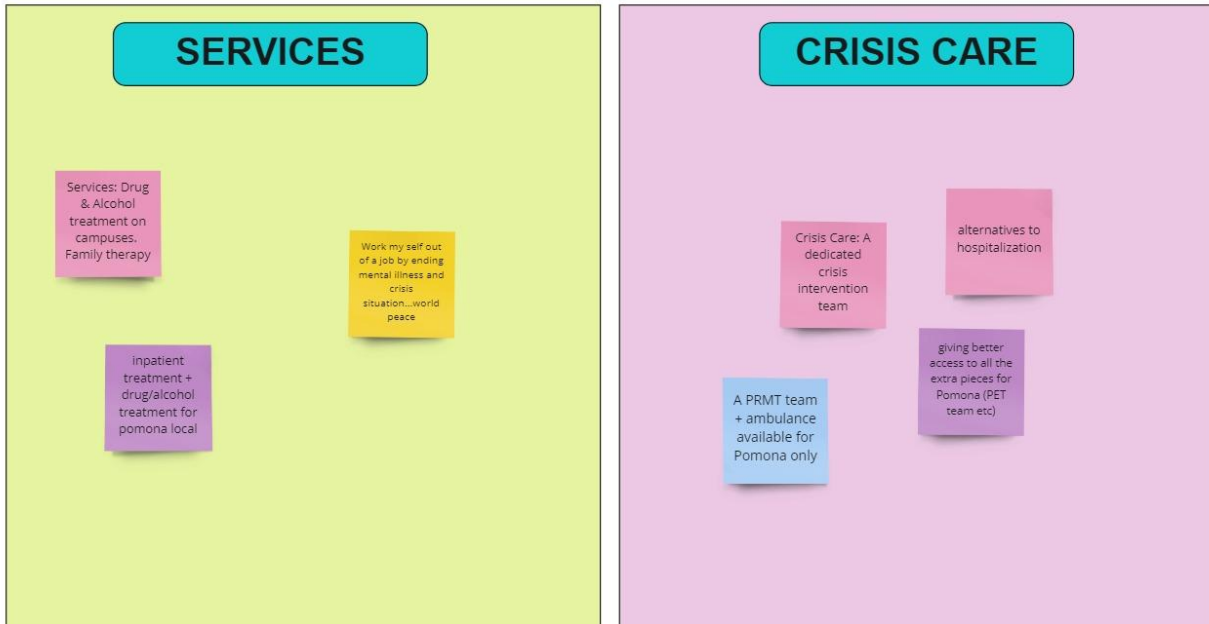 SERVICES
Services: Drug
& Alcohol
treatment on
campuses.
Family therapy
Work my self out
of a job by ending
mental illness and
crisis
situation...world
peace
inpatient
treatment +
drug/alcohol
treatment for
pomona local
CRISIS CARE
Crisis Care: A
dedicated
crisis
intervention
team
alternatives to
hospitalization
A PRMT team
+ ambulance
available for
Pomona only
giving better
access to all the
extra pieces for
Pomona (PET
team etc)